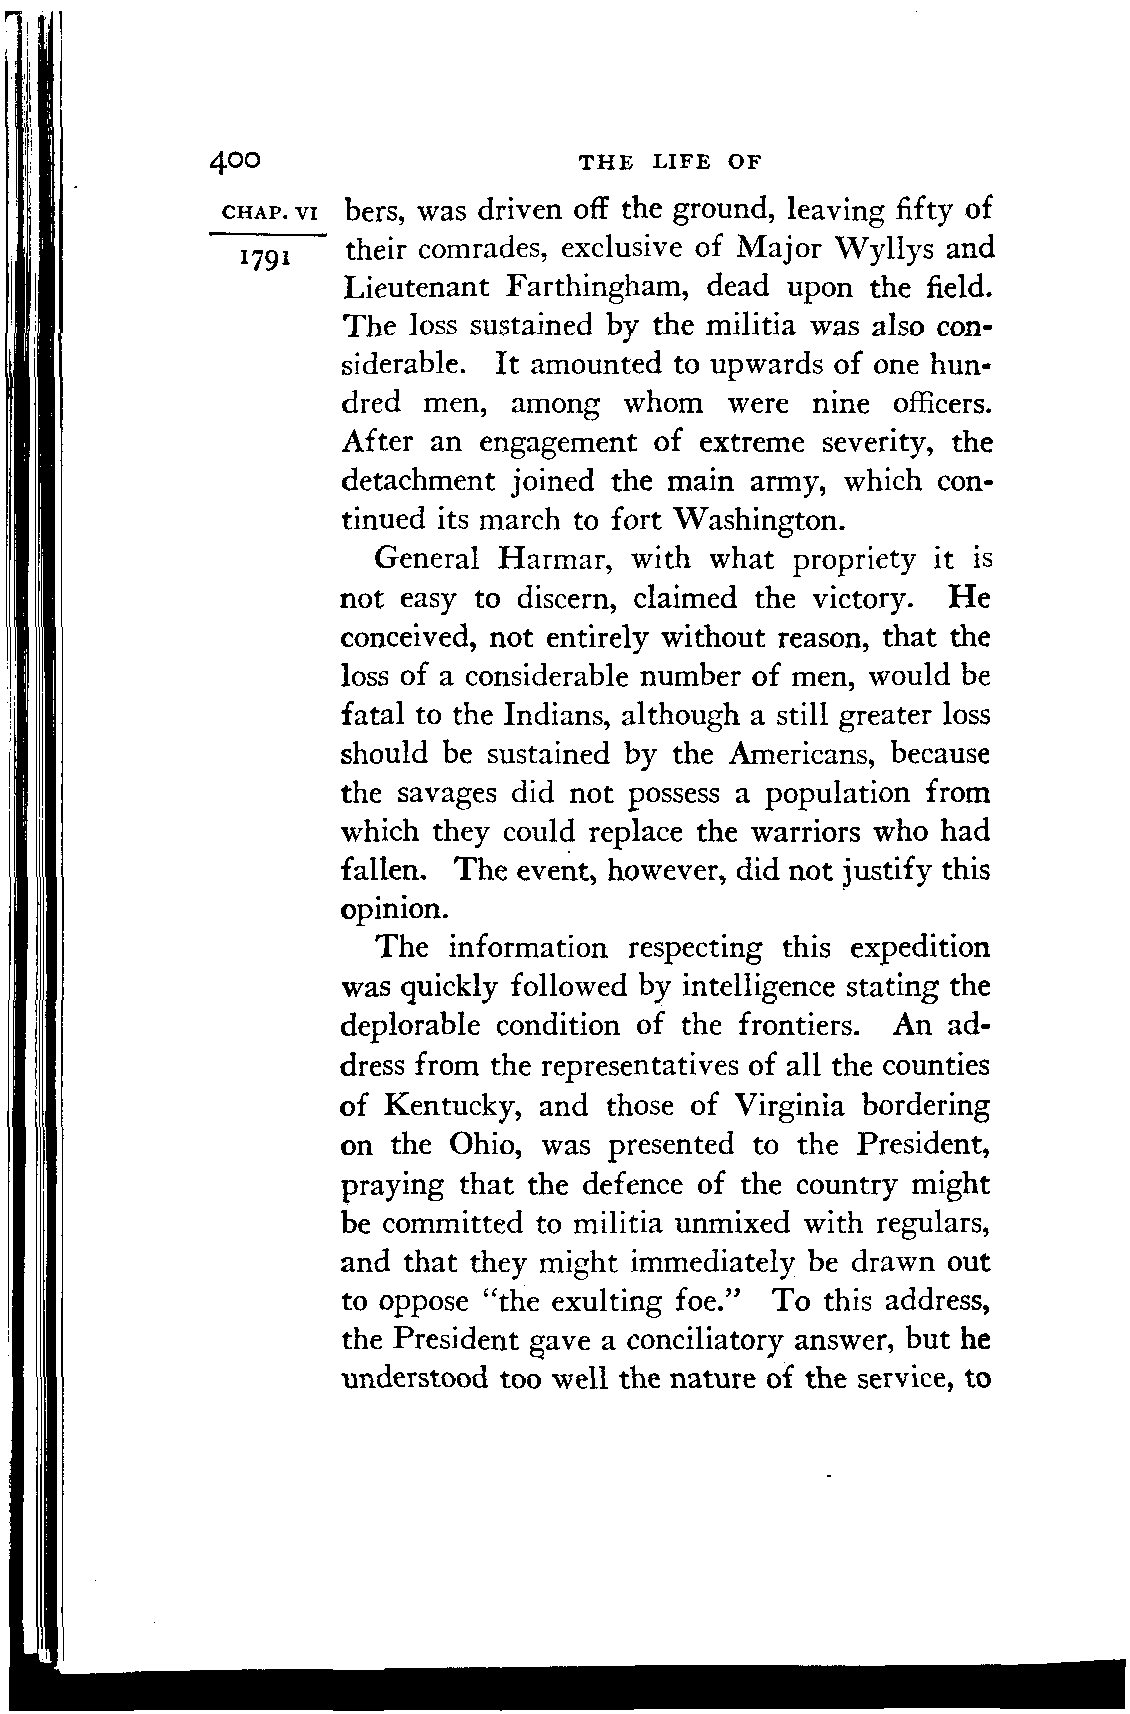 400 THE LIFE OF
CHAP. VI
1791
bers, was driven off the ground, leaving fifty of
their comrades, exclusive of Major Wyllys and
Lieutenant Farthingham, dead upon the field.
The loss sustained by the militia was also con-
siderable. It amounted to upwards of one hun-
dred men, among whom were nine officers.
After an engagement of extreme severity, the
detachment joined the main army, which con-
tinued its march to fort Washington.
General Harmar, with what propriety it is
not easy to discern, claimed the victory. He
conceived, not entirely without reason, that the
loss of a considerable number of men, would be
fatal to the Indians, although a still greater loss
should be sustained by the Americans, because
the savages did not possess a population from
which they could replace the warriors who had
fallen. The event, however, did not justify this
opinion.
The information respecting this expedition
was quickly followed by intelligence stating the
deplorable condition of the frontiers. An ad-
dress from the representatives of all the counties
of Kentucky, and those of Virginia bordering
on the Ohio, was presented to the President,
praying that the defence of the country might
be committed to militia unmixed with regulars,
and that they might immediately be drawn out
to oppose “the exulting foe.” To this address,
the President gave a conciliatory answer, but he
understood too well the nature of the service, to